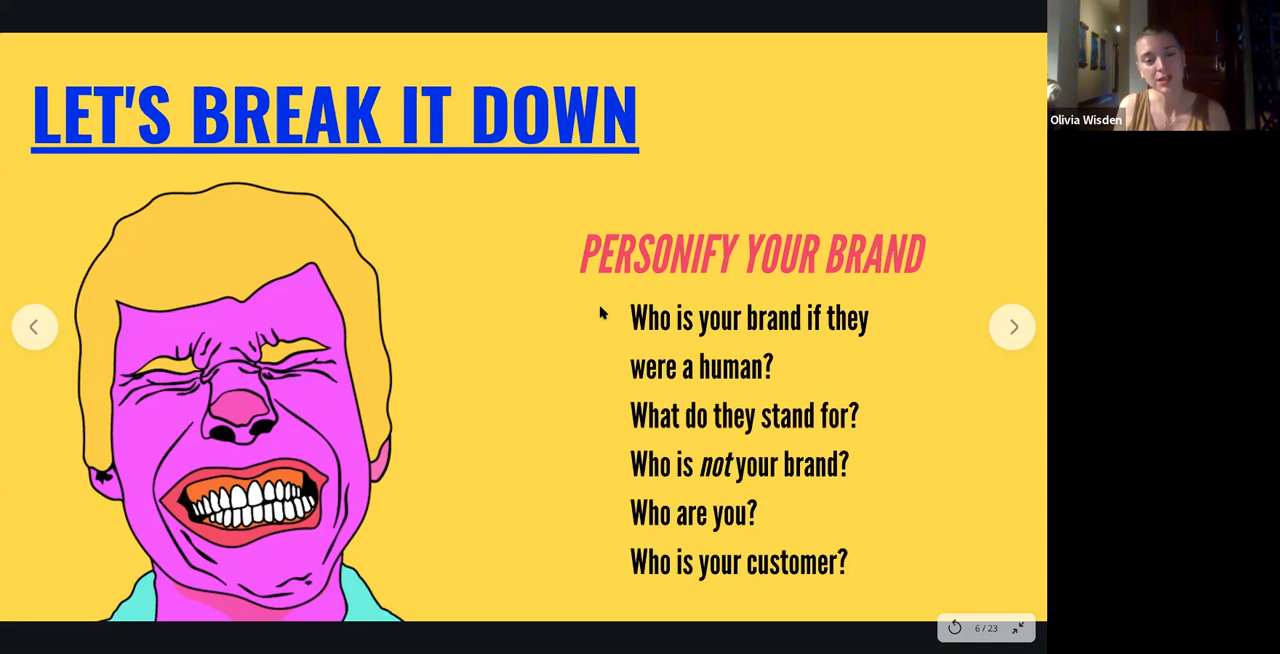 LET'S BREAK IT DOWN
PERSONIFY YOUR BRAND
Who is your brand if they
were a human?
What do they stand for?
Who is not your brand?
Who are you?
Who is your customer?
6 / 23
Olivia Wisden